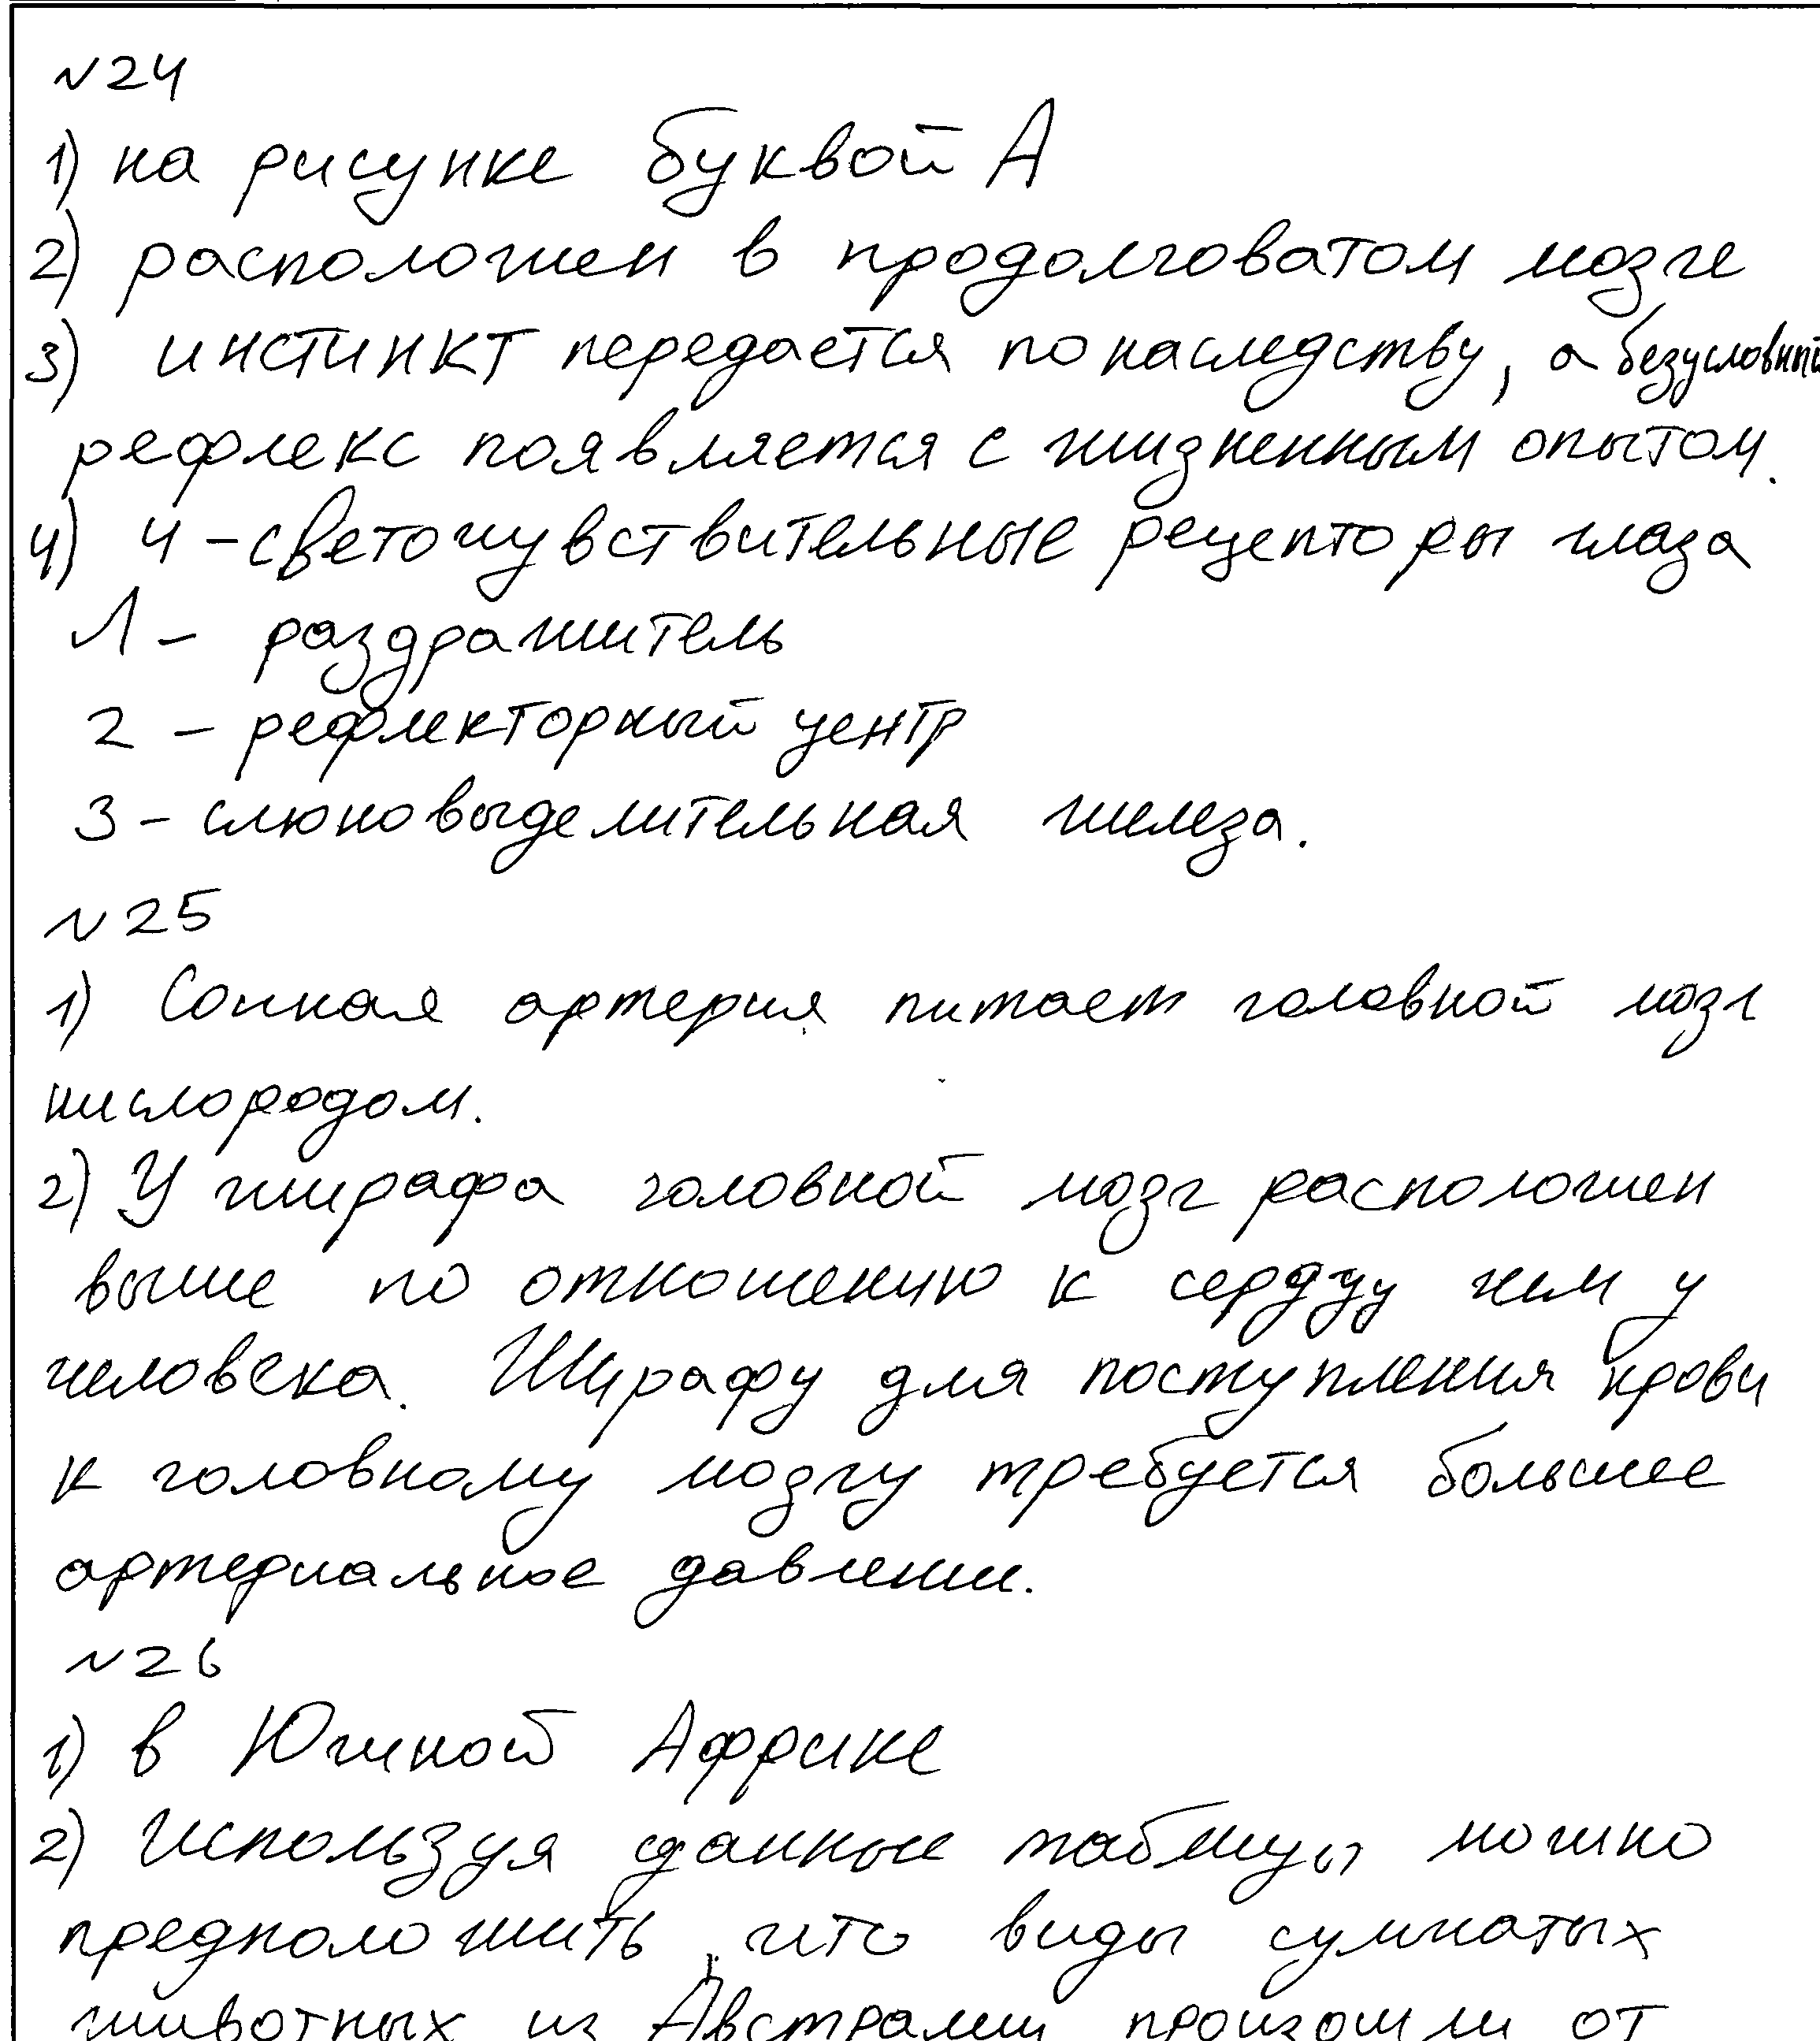 №24
1) на рисунке буквой А
2) расположен в продолговатом мозге
3) инстинкт передается по наследству, а безусловный
рефлекс появляется с жизненным опытом.
4) 4 - светочувствительные рецепторы глаза
1 - раздражитель
2 - рефлекторный центр
3 - слюновыделительная железа.
№25
1) Сонная артерия питает головной мозг
кислородом.
2) У жирафа головной мозг расположен
выше по отношению к сердцу чем у
человека. Жирафу для поступления крови
к головному мозгу требуется большее
артериальное давление.
№26
1) в Южной Африке
2) Используя данные таблицы можно
предположить, что виды сумчатых
животных из Австралии произошли от